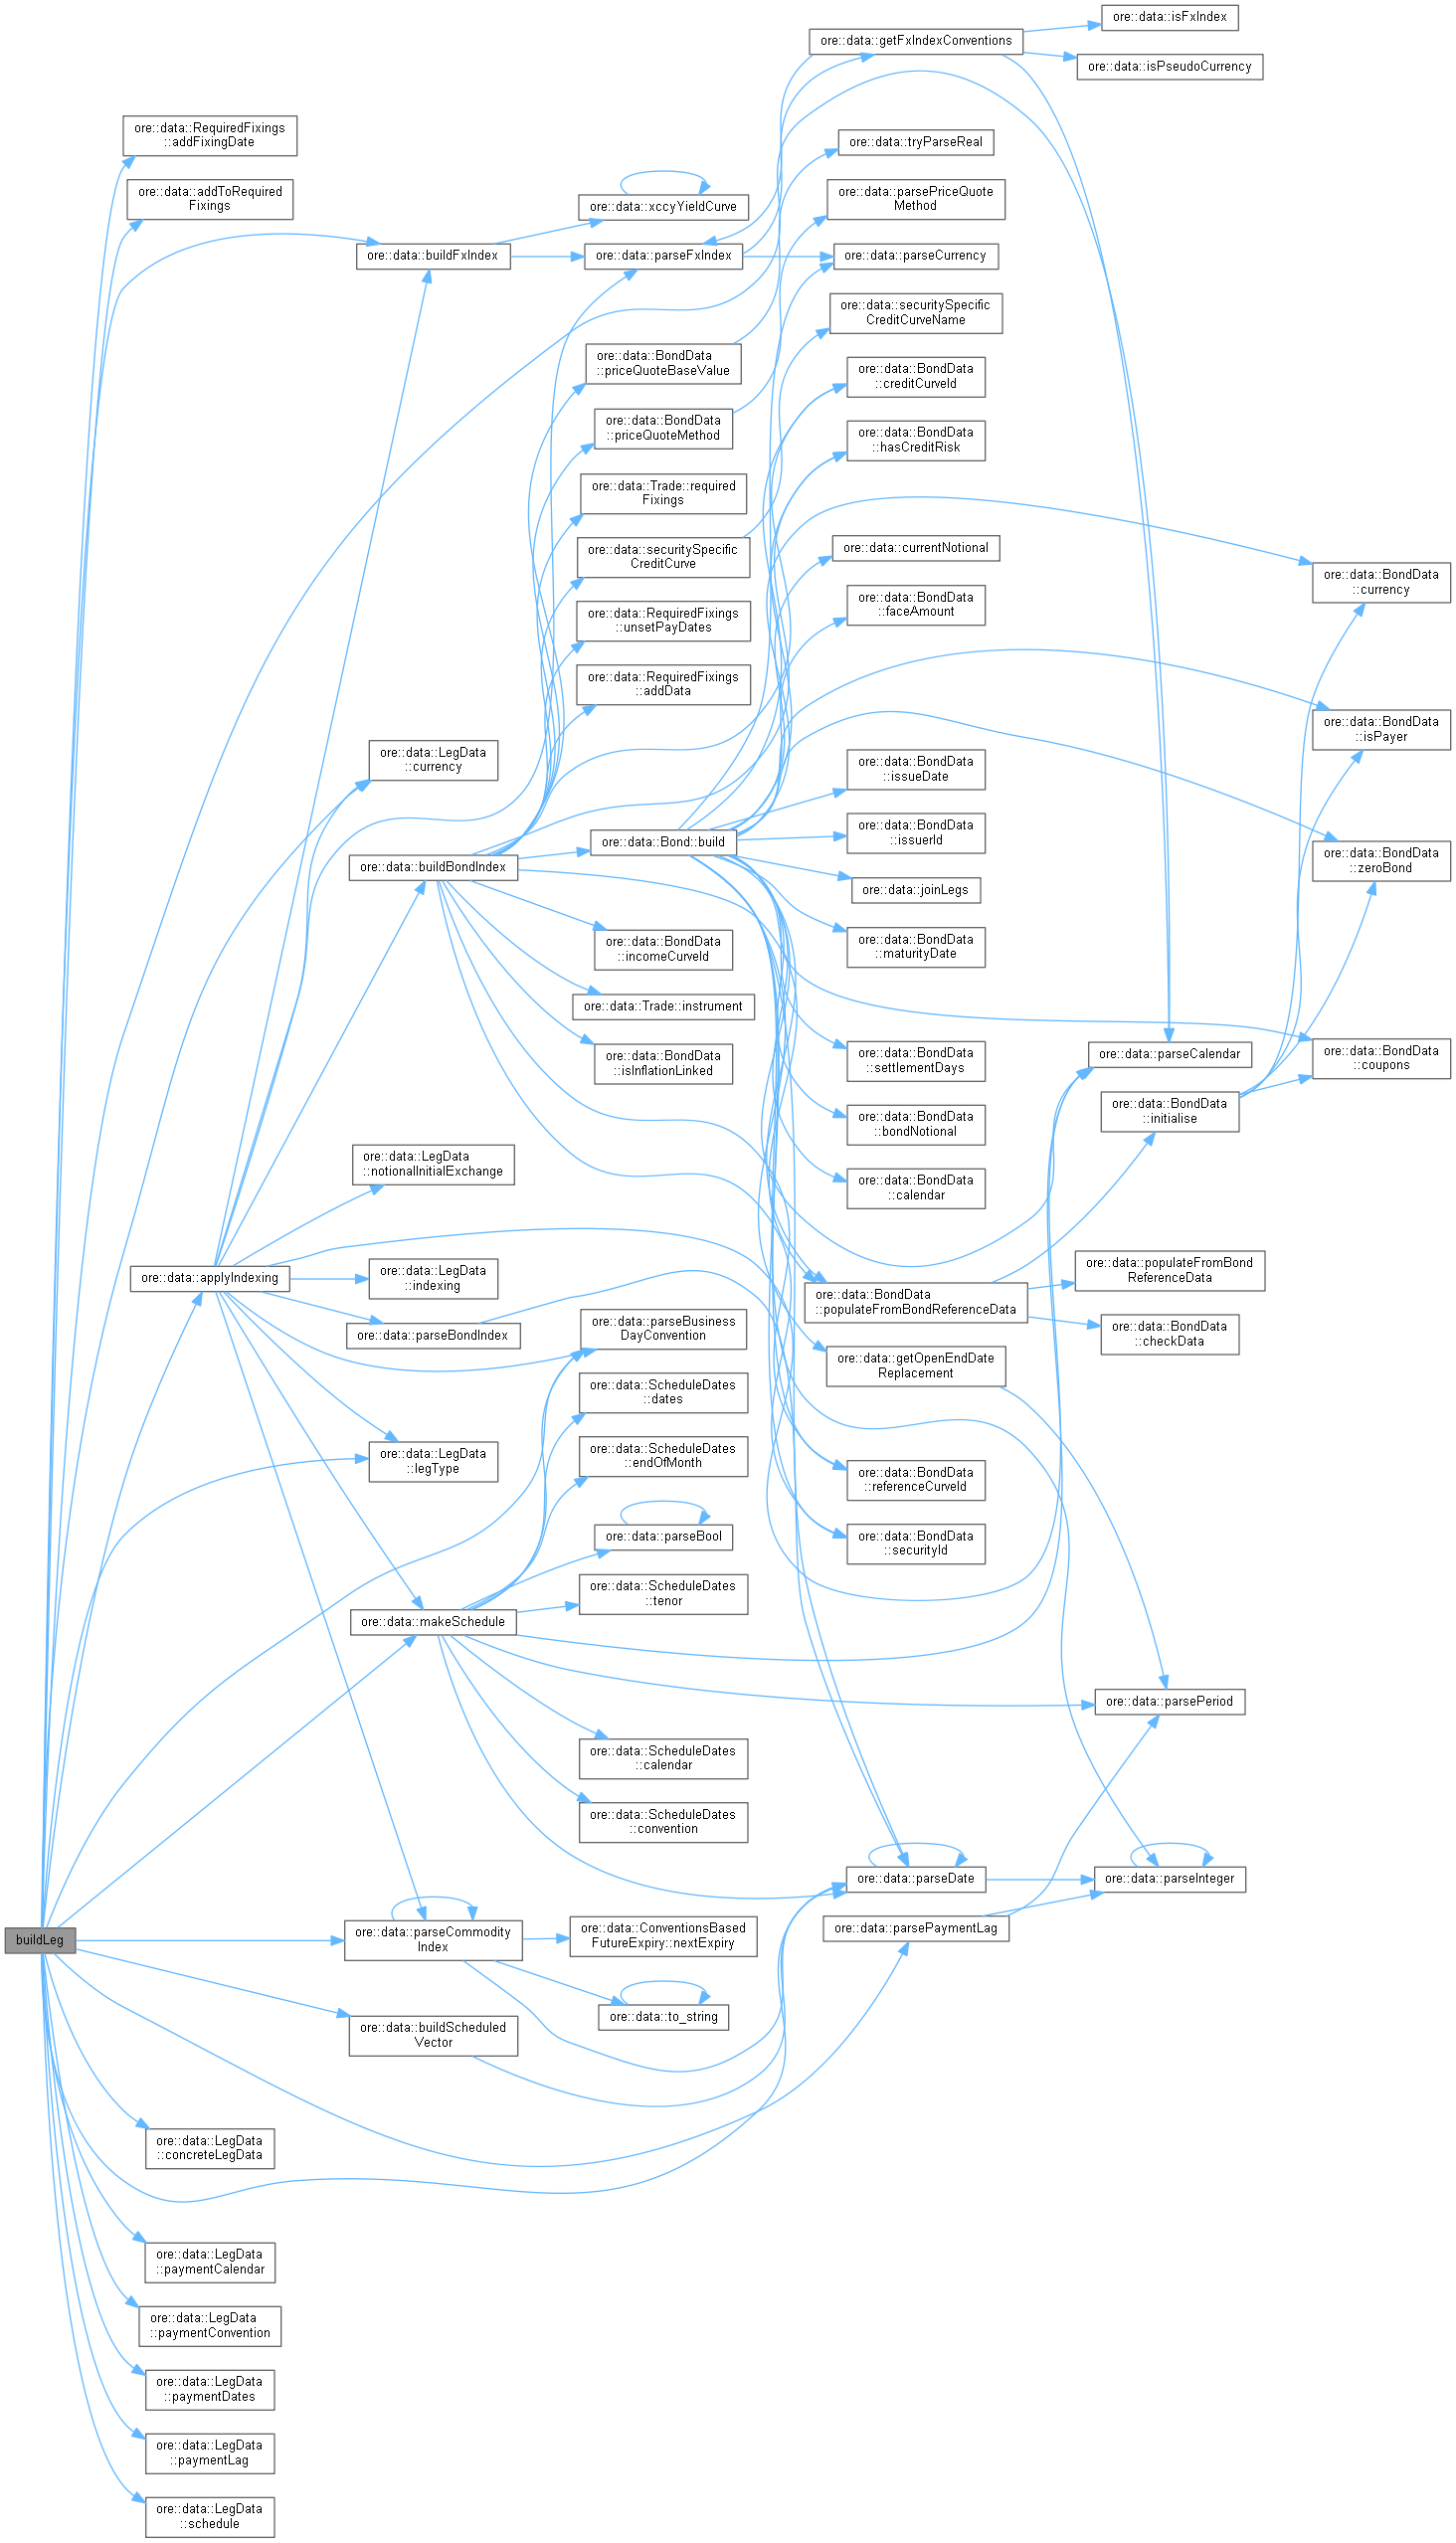 buildLeg
ore::data::RequiredFixings
::addFixingDate
ore::data::addToRequired
Fixings
ore::data::buildFxIndex
ore::data::LegData
::currency
ore::data::buildBondIndex
ore::data::applyIndexing
ore::data::LegData
::notionalInitialExchange
ore::data::LegData
::indexing
ore::data::parseBondIndex
ore::data::LegData
::legType
ore::data::makeSchedule
ore::data::parseCommodity
Index
ore::data::buildScheduled
Vector
ore::data::LegData
::concreteLegData
ore::data::LegData
::paymentCalendar
ore::data::LegData
::paymentConvention
ore::data::LegData
::paymentDates
ore::data::LegData
::paymentLag
ore::data::LegData
::schedule
ore::data::xccyYieldCurve
ore::data::parseFxIndex
ore::data::BondData
::priceQuoteBaseValue
ore::data::BondData
::priceQuoteMethod
ore::data::Trade::required
Fixings
ore::data::securitySpecific
CreditCurve
ore::data::RequiredFixings
::unsetPayDates
ore::data::RequiredFixings
::addData
ore::data::Bond::build
ore::data::BondData
::incomeCurveId
ore::data::Trade::instrument
ore::data::BondData
::isInflationLinked
ore::data::parseBusiness
DayConvention
ore::data::ScheduleDates
::dates
ore::data::ScheduleDates
::endOfMonth
ore::data::parseBool
ore::data::ScheduleDates
::tenor
ore::data::ScheduleDates
::calendar
ore::data::ScheduleDates
::convention
ore::data::ConventionsBased
FutureExpiry::nextExpiry
ore::data::to_string
ore::data::getFxIndexConventions
ore::data::tryParseReal
ore::data::parsePriceQuote
Method
ore::data::parseCurrency
ore::data::securitySpecific
CreditCurveName
ore::data::BondData
::creditCurveId
ore::data::BondData
::hasCreditRisk
ore::data::currentNotional
ore::data::BondData
::faceAmount
ore::data::BondData
::issueDate
ore::data::BondData
::issuerId
ore::data::joinLegs
ore::data::BondData
::maturityDate
ore::data::BondData
::settlementDays
ore::data::BondData
::bondNotional
ore::data::BondData
::calendar
ore::data::BondData
::populateFromBondReferenceData
ore::data::getOpenEndDate
Replacement
ore::data::BondData
::referenceCurveId
ore::data::BondData
::securityId
ore::data::parseDate
ore::data::parsePaymentLag
ore::data::isFxIndex
ore::data::isPseudoCurrency
ore::data::parseCalendar
ore::data::BondData
::initialise
ore::data::populateFromBond
ReferenceData
ore::data::BondData
::checkData
ore::data::parsePeriod
ore::data::parseInteger
ore::data::BondData
::currency
ore::data::BondData
::isPayer
ore::data::BondData
::zeroBond
ore::data::BondData
::coupons